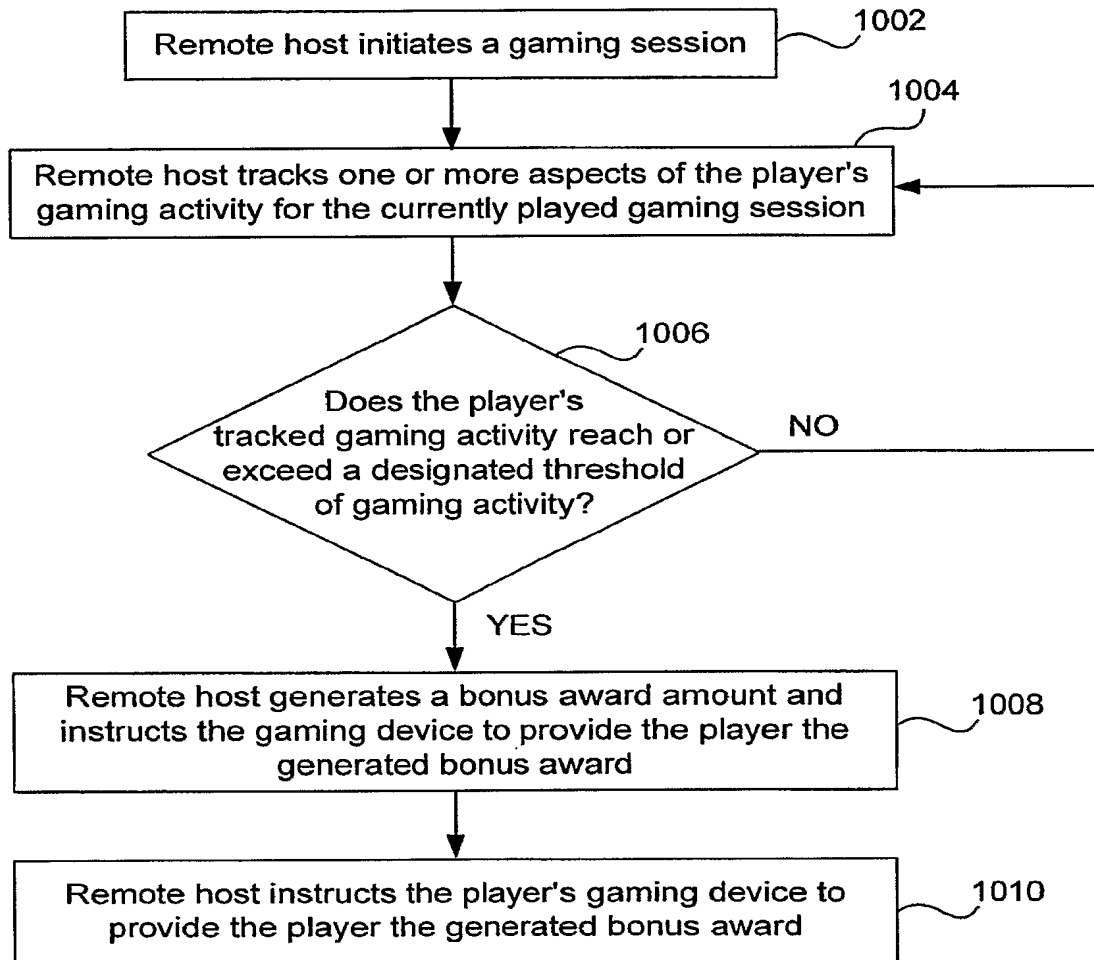 Remote host initiates a gaming session
1002
1004
Remote host tracks one or more aspects of the player's
gaming activity for the currently played gaming session
1006
Does the player's
tracked gaming activity reach or
exceed a designated threshold
of gaming activity?
NO
YES
Remote host generates a bonus award amount and
instructs the gaming device to provide the player the
generated bonus award
1008
Remote host instructs the player's gaming device to
provide the player the generated bonus award
1010